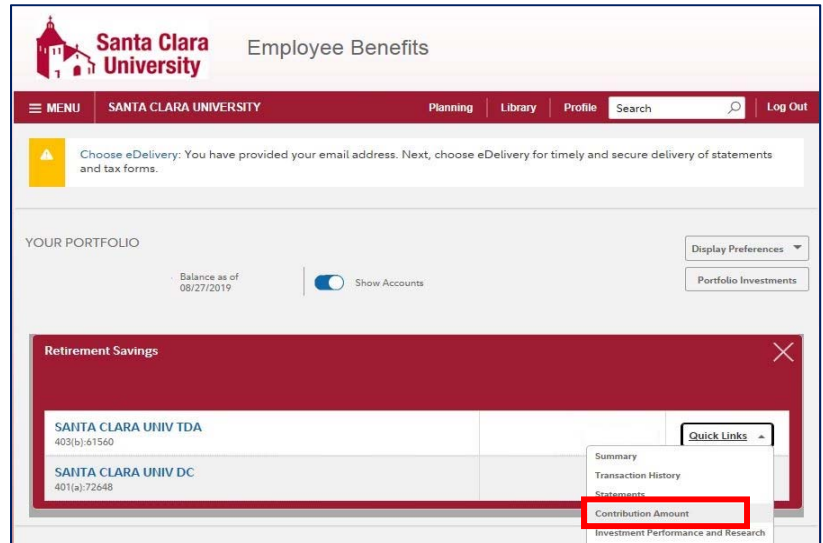 Santa Clara
University
Employee Benefits
MENU
SANTA CLARA UNIVERSITY
Planning
Library
Profile
Search
Log Out
Choose eDelivery: You have provided your email address. Next, choose eDelivery for timely and secure delivery of statements
and tax forms.
YOUR PORTFOLIO
Display Preferences
Balance as of
08/27/2019
Show Accounts
Portfolio Investments
Retirement Savings
SANTA CLARA UNIV TDA
403(b):61560
Quick Links
SANTA CLARA UNIV DC
401(a):72648
Summary
Transaction History
Statements
Contribution Amount
Investment Performance and Research